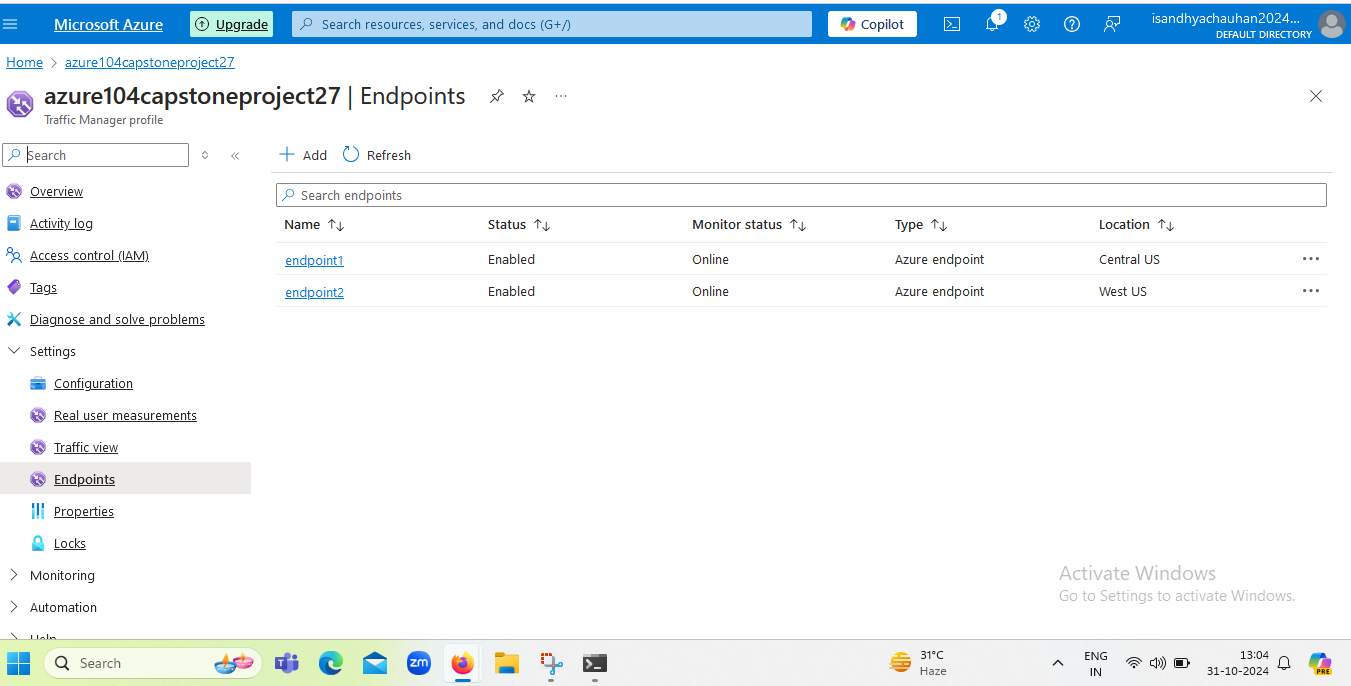 Microsoft Azure
Upgrade
Search resources, services, and docs (G+/)
Copilot
1
isandhyachauhan2024...
DEFAULT DIRECTORY
Home > azure104capstoneproject27
azure104capstoneproject27 | Endpoints
Traffic Manager profile
Search
Add
Refresh
Overview
Activity log
Access control (IAM)
Tags
Diagnose and solve problems
Settings
Configuration
Real user measurements
Traffic view
Endpoints
Properties
Locks
Monitoring
Automation
Help
Search endpoints
Name Status Monitor status Type Location
endpoint1 Enabled Online Azure endpoint Central US
endpoint2 Enabled Online Azure endpoint West US
Activate Windows
Go to Settings to activate Windows.
Search
zm
31°C
Haze
ENG
IN
13:04
31-10-2024
PRE